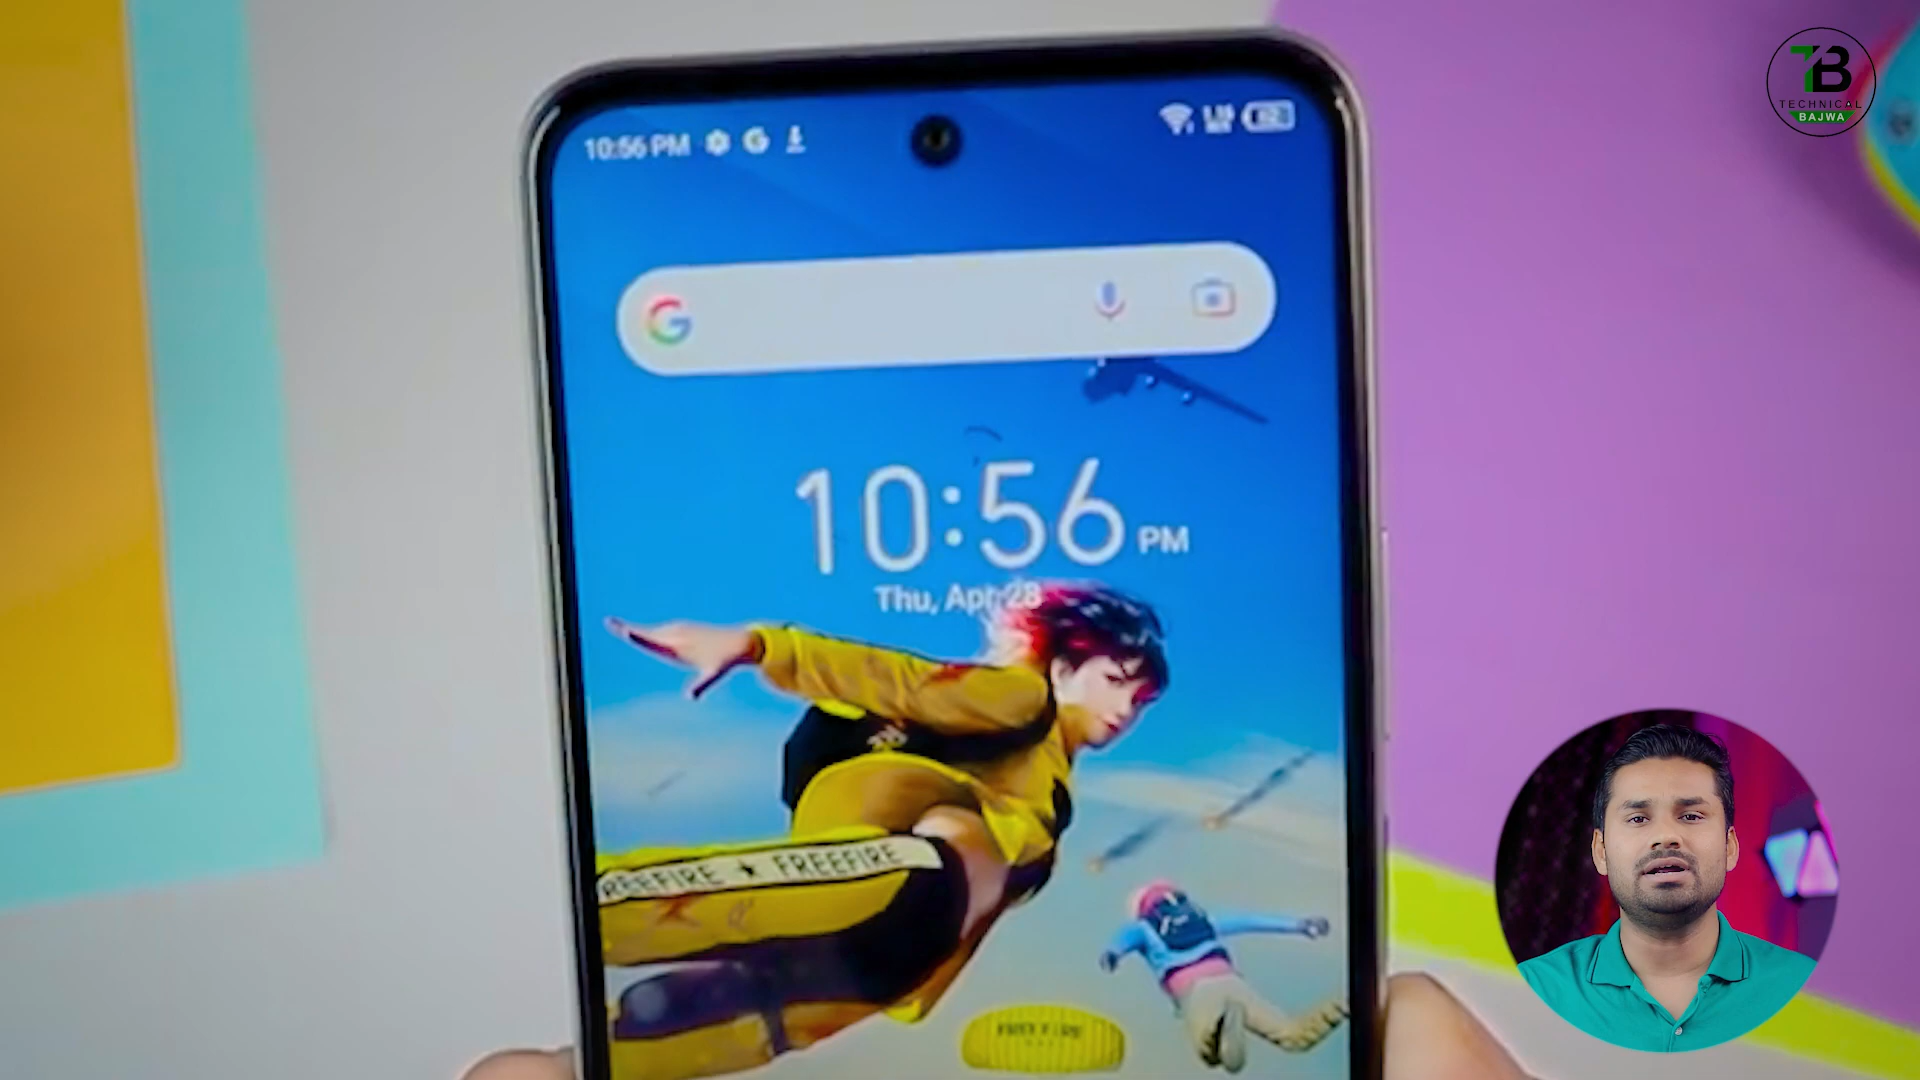 10:56 PM
TB
TECHNICAL
BAJWA
10:56 PM
Thu, Apr 28
FREEFIRE
FREEFIRE